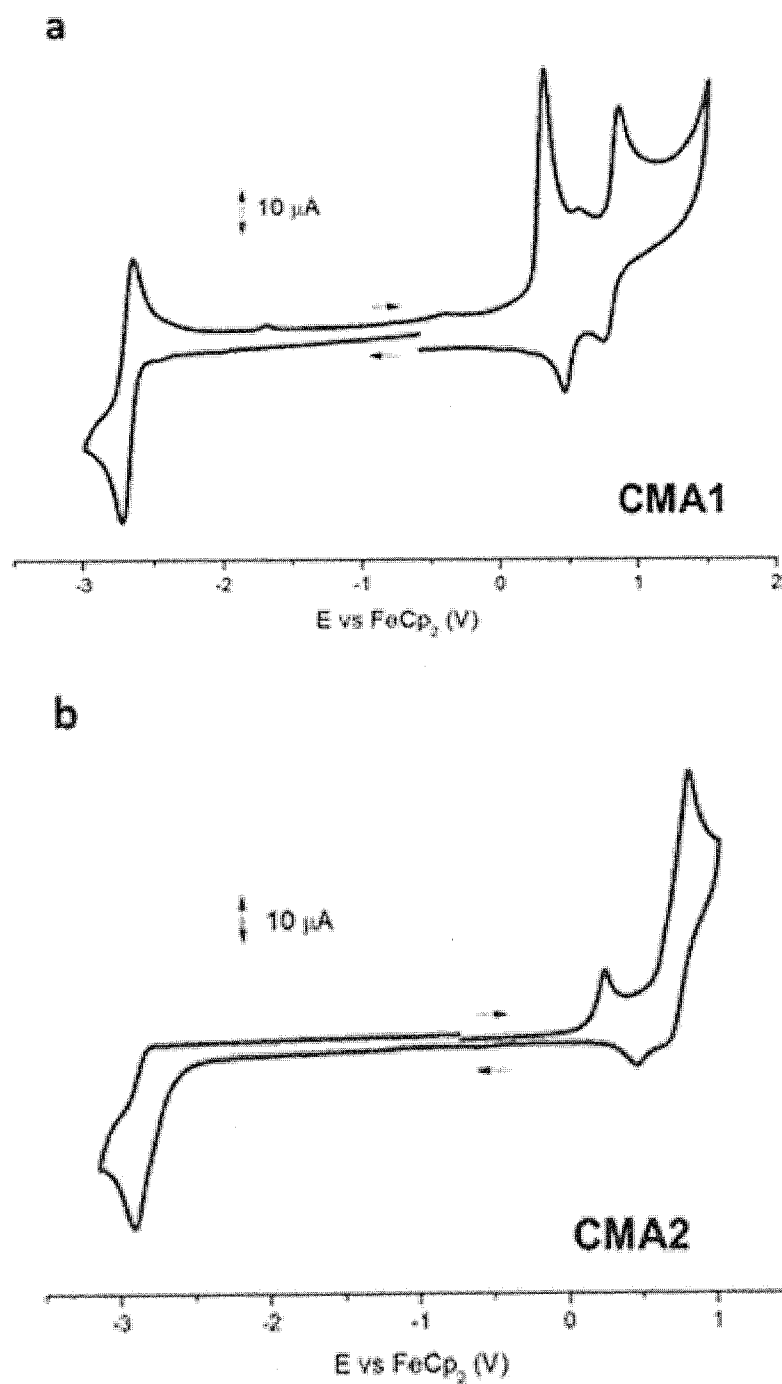 a
10 μA
CMA1
-3 -2 -1 0 1 2
E vs FeCp₂ (V)
b
10 μA
CMA2
-3 -2 -1 0 1
E vs FeCp₂ (V)